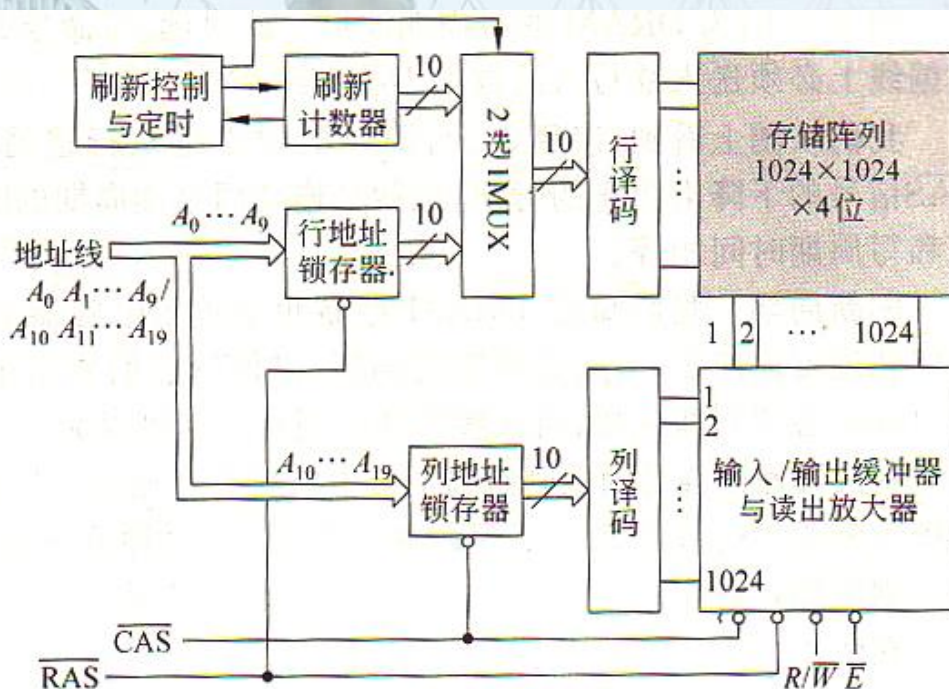 刷新控制
与定时
刷新
计数器
10
2选1MUX
10
行译码
⋮
存储阵列
1024×1024
×4位
A₀ ⋯ A₉
地址线
A₀ A₁ ⋯ A₉/
A₁₀ A₁₁ ⋯ A₁₉
行地址
锁存器
10
1 2 ⋯ 1024
A₁₀ ⋯ A₁₉
列地址
锁存器
10
列译码
1
2
⋮
1024
输入/输出缓冲器
与读出放大器
C̅A̅S̅
R̅A̅S̅
R/W̅ E̅